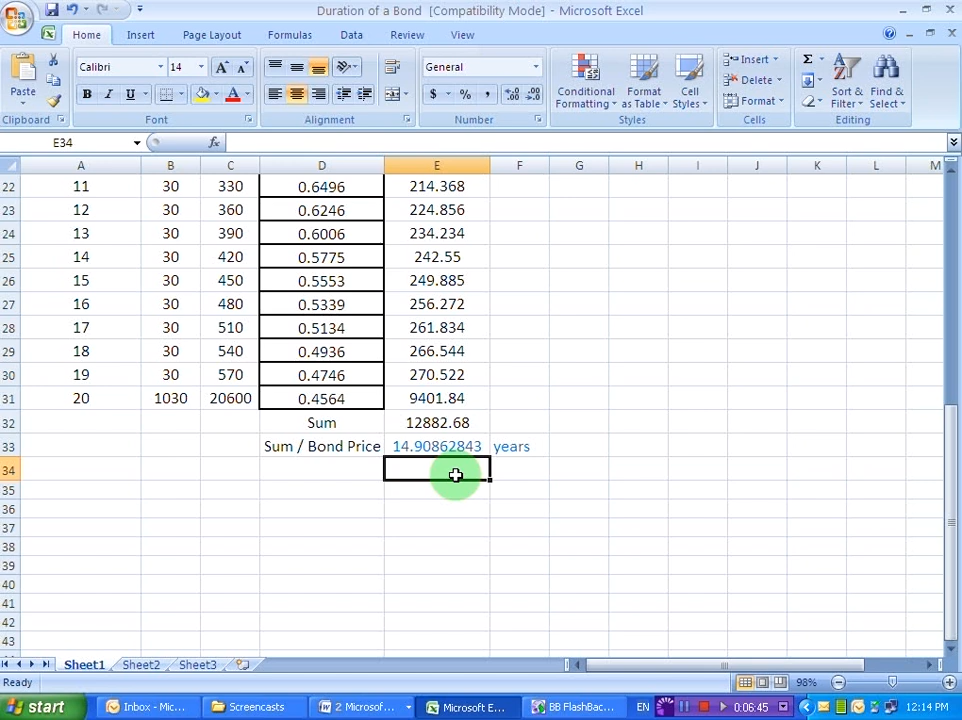 Duration of a Bond [Compatibility Mode] - Microsoft Excel
Home Insert Page Layout Formulas Data Review View
Calibri 14 General
Paste B I U $ % , Conditional Formatting Format as Table Cell Styles Insert Delete Format Σ Sort & Filter Find & Select
Clipboard Font Alignment Number Styles Cells Editing
E34 fx
A B C D E F G H I J K L M
22 11 30 330 0.6496 214.368
23 12 30 360 0.6246 224.856
24 13 30 390 0.6006 234.234
25 14 30 420 0.5775 242.55
26 15 30 450 0.5553 249.885
27 16 30 480 0.5339 256.272
28 17 30 510 0.5134 261.834
29 18 30 540 0.4936 266.544
30 19 30 570 0.4746 270.522
31 20 1030 20600 0.4564 9401.84
32 Sum 12882.68
33 Sum / Bond Price 14.90862843 years
34
35
36
37
38
39
40
41
42
43
Sheet1 Sheet2 Sheet3
Ready 98%
start Inbox - Mic... Screencasts 2 Microsof... Microsoft E... BB FlashBac... EN 0:06:45 12:14 PM